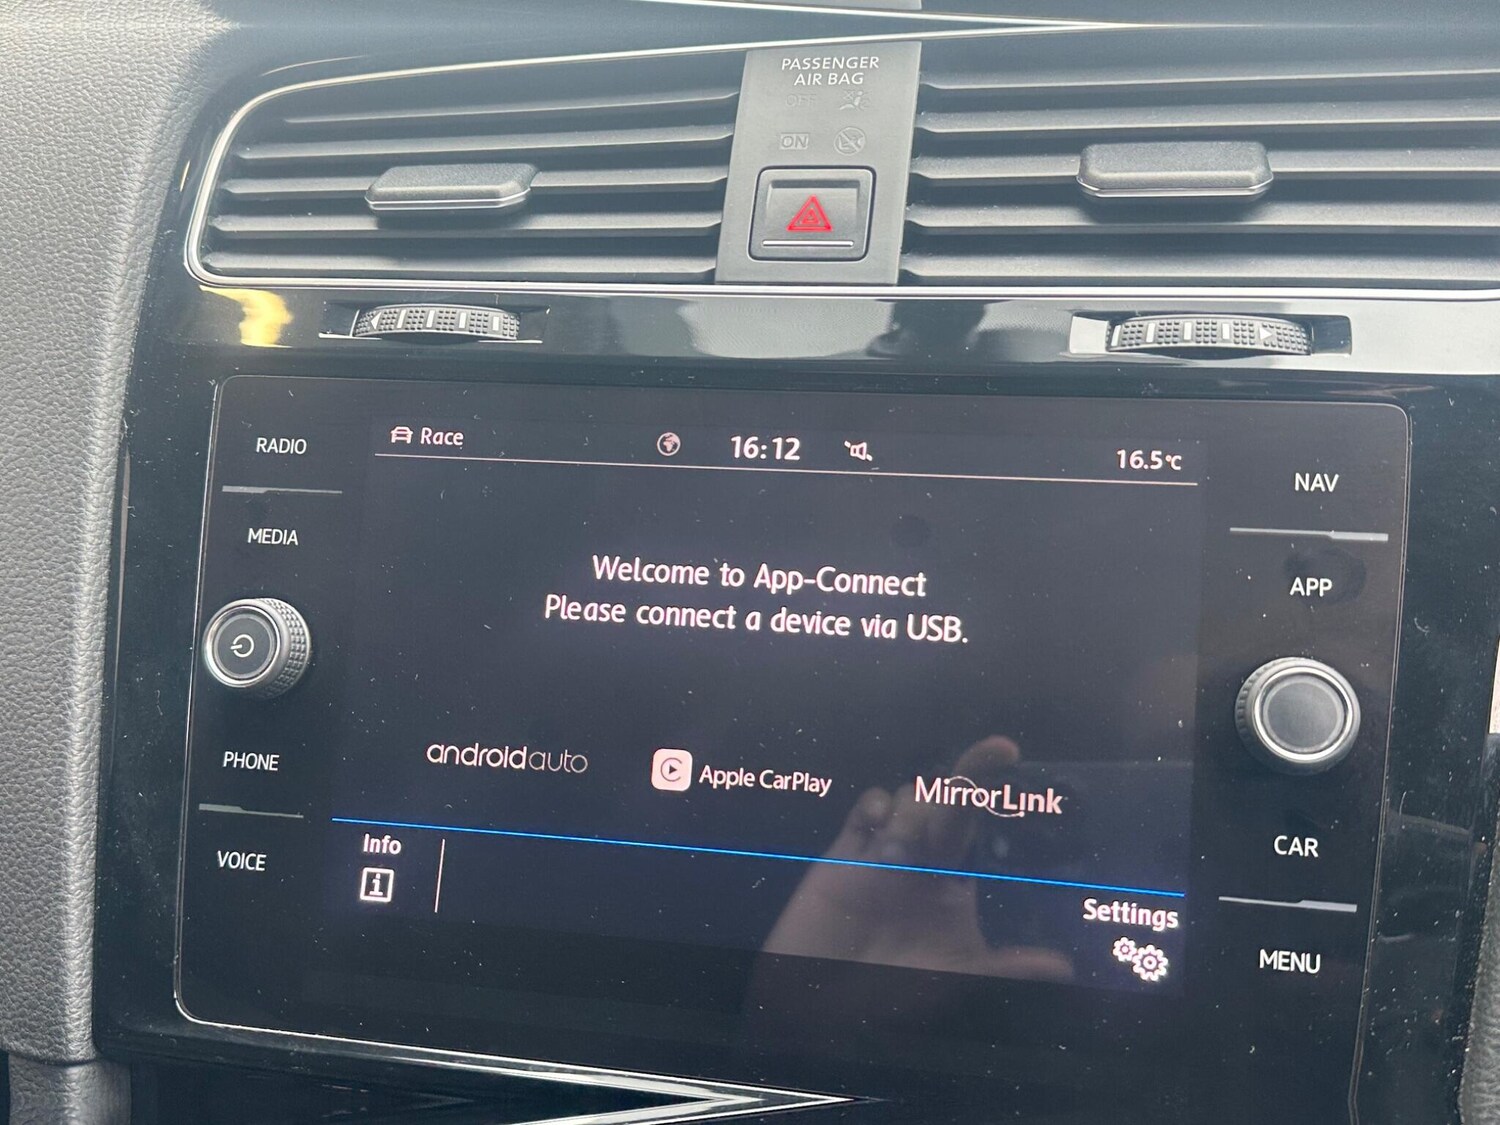 PASSENGER
AIR BAG
OFF
ON
RADIO
MEDIA
PHONE
VOICE
Race
16:12
16.5°C
Welcome to App-Connect
Please connect a device via USB.
androidauto
Apple CarPlay
MirrorLink
Info
i
Settings
NAV
APP
CAR
MENU